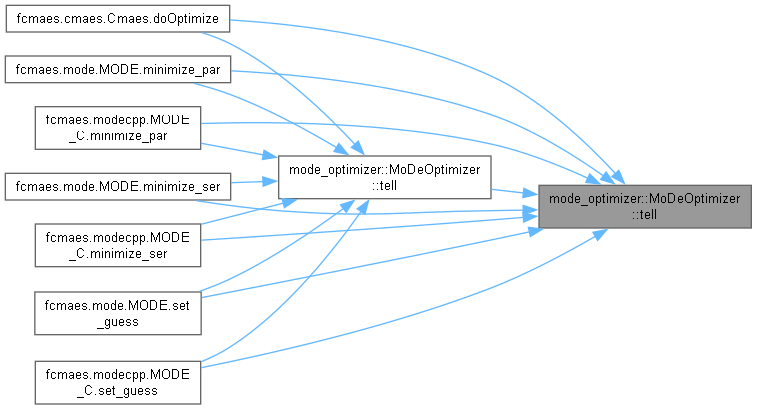 fcmaes.cmaes.Cmaes.doOptimize
fcmaes.mode.MODE.minimize_par
fcmaes.modecpp.MODE
_C.minimize_par
fcmaes.mode.MODE.minimize_ser
fcmaes.modecpp.MODE
_C.minimize_ser
fcmaes.mode.MODE.set
_guess
fcmaes.modecpp.MODE
_C.set_guess
mode_optimizer::MoDeOptimizer
::tell
mode_optimizer::MoDeOptimizer
::tell